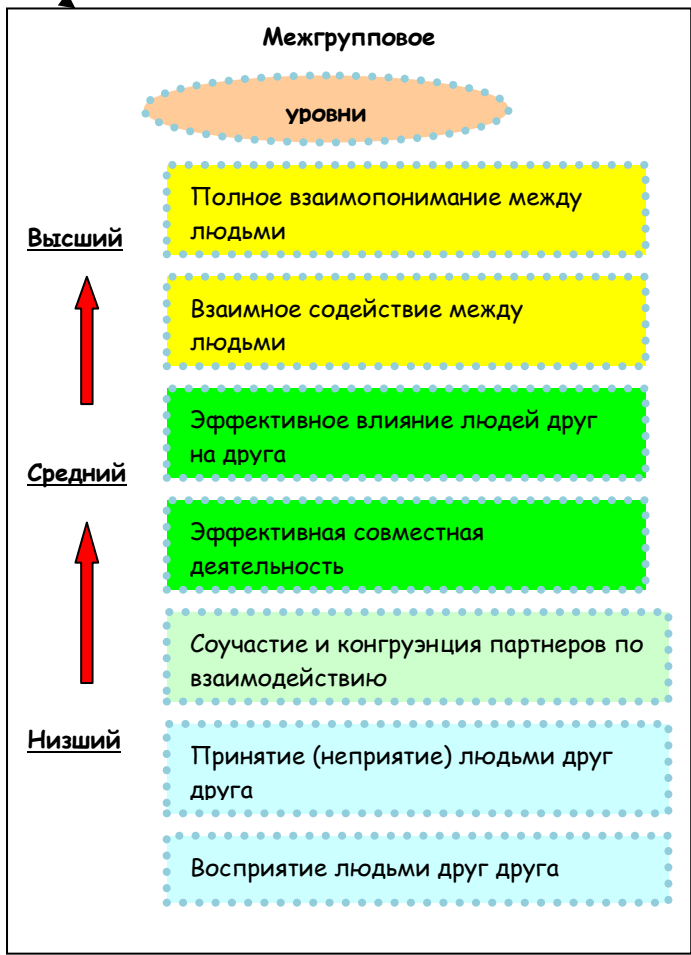 Межгрупповое
уровни
Полное взаимопонимание между
людьми
Высший
Взаимное содействие между
людьми
Эффективное влияние людей друг
на друга
Средний
Эффективная совместная
деятельность
Соучастие и конгруэнция партнеров по
взаимодействию
Низший
Принятие (неприятие) людьми друг
друга
Восприятие людьми друг друга